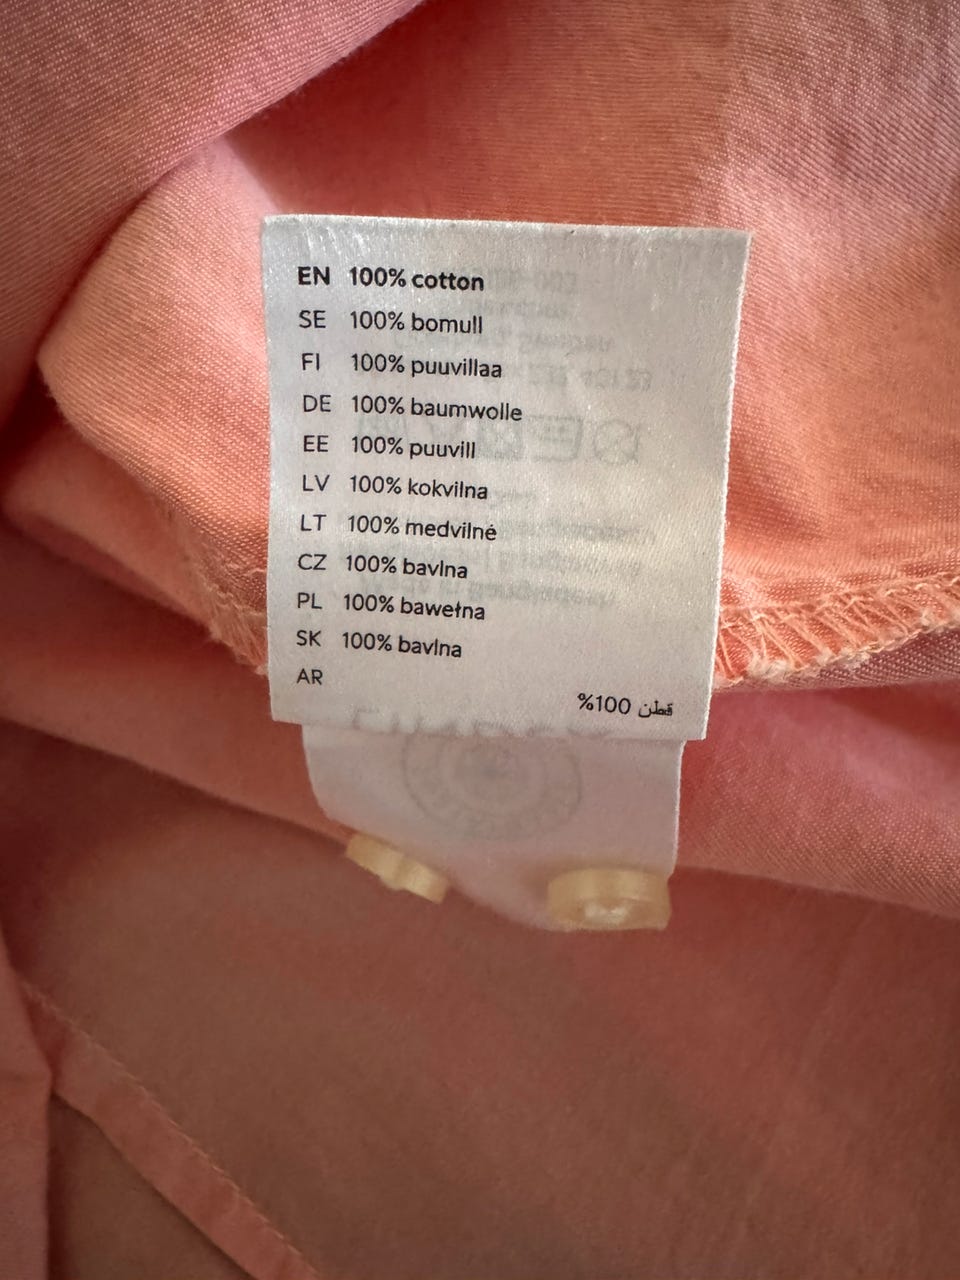 EN 100% cotton
SE 100% bomull
FI 100% puuvillaa
DE 100% baumwolle
EE 100% puuvill
LV 100% kokvilna
LT 100% medvilnė
CZ 100% bavlna
PL 100% bawełna
SK 100% bavlna
AR
%100 قطن